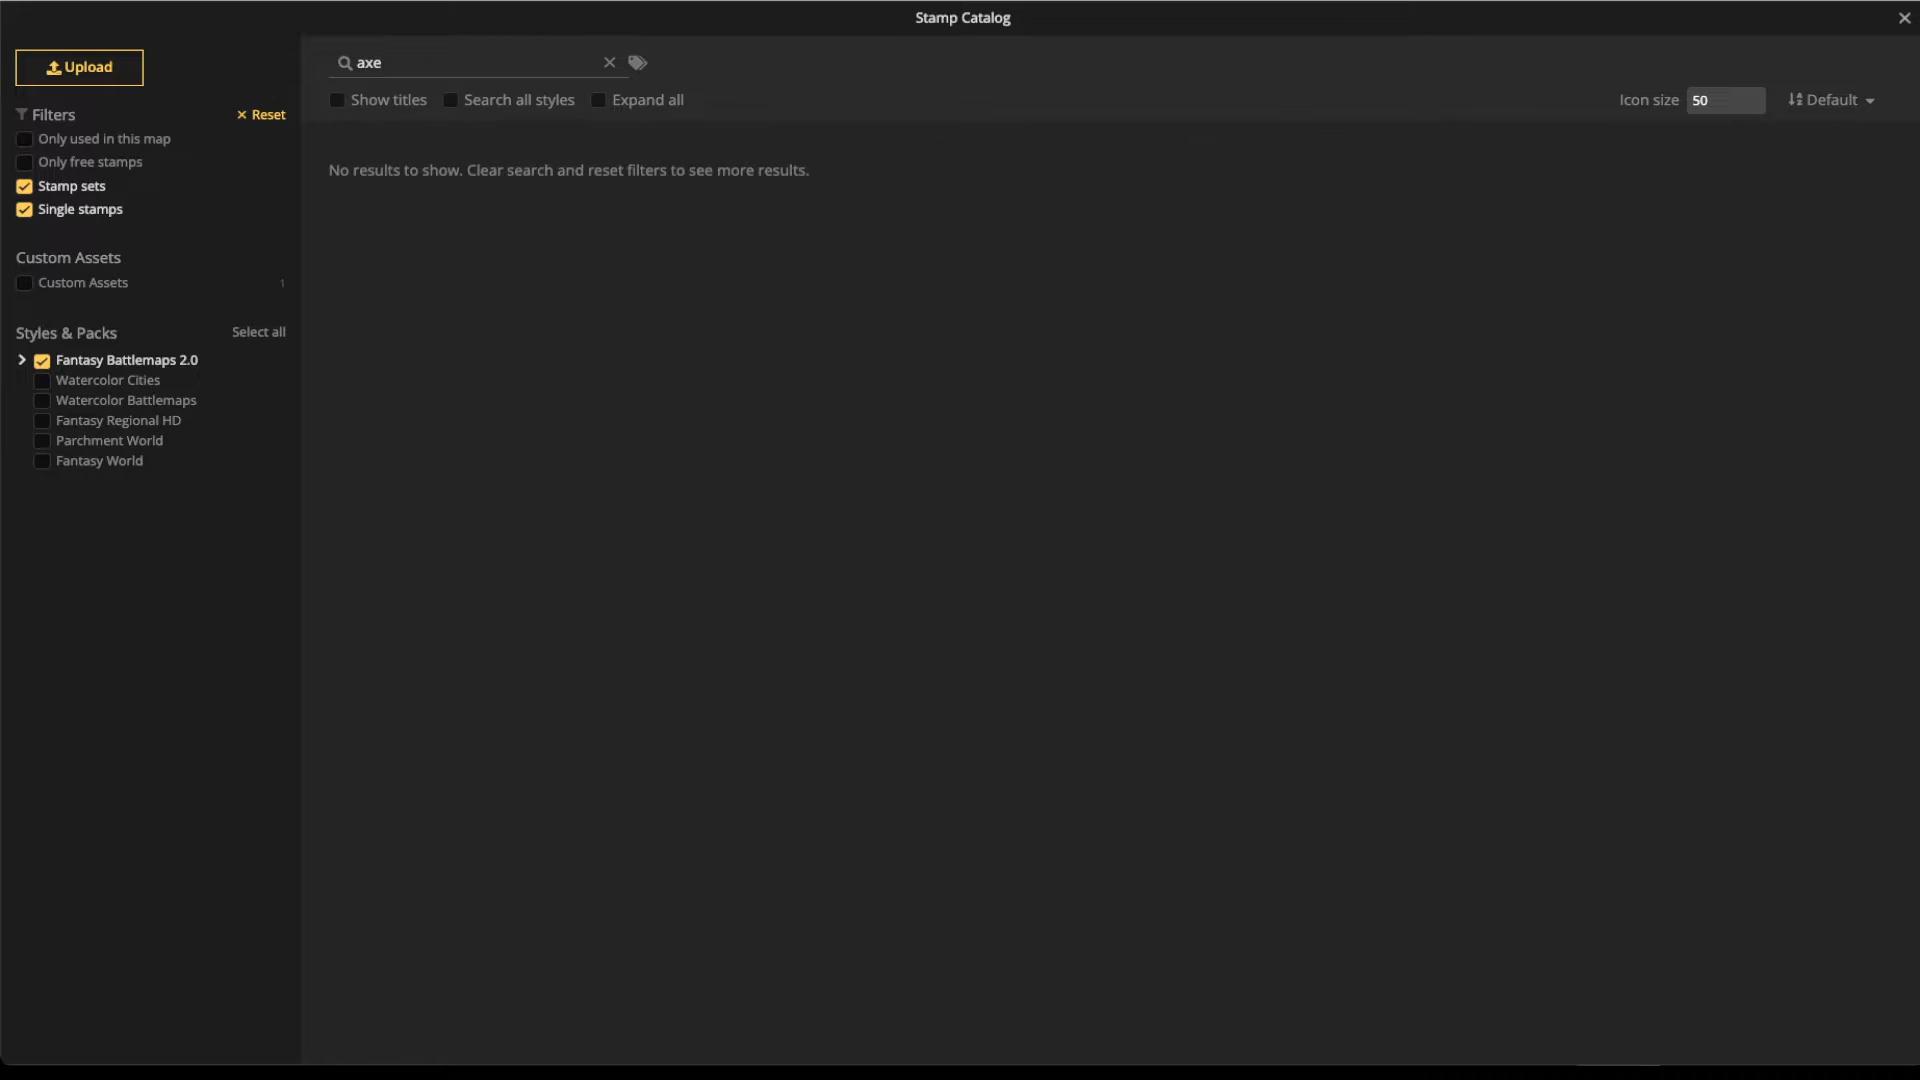 Stamp Catalog
Upload
axe
Show titles
Search all styles
Expand all
Icon size
50
Default
Filters
Reset
Only used in this map
Only free stamps
Stamp sets
Single stamps
No results to show. Clear search and reset filters to see more results.
Custom Assets
Custom Assets
1
Styles & Packs
Select all
Fantasy Battlemaps 2.0
Watercolor Cities
Watercolor Battlemaps
Fantasy Regional HD
Parchment World
Fantasy World